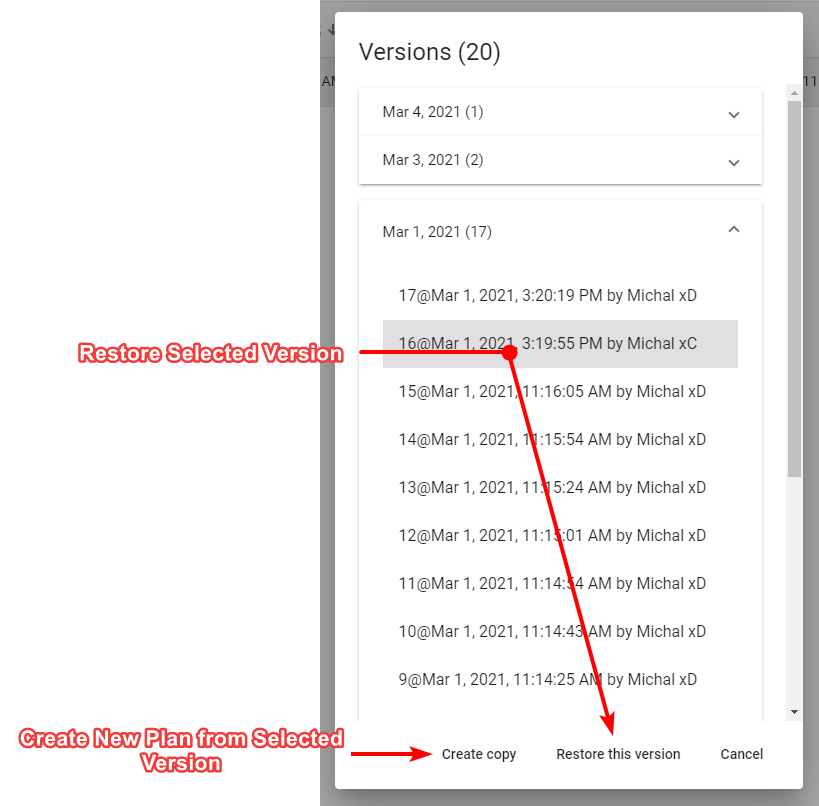 AM
11
Versions (20)
Mar 4, 2021 (1)
Mar 3, 2021 (2)
Mar 1, 2021 (17)
17@Mar 1, 2021, 3:20:19 PM by Michal xD
Restore Selected Version
16@Mar 1, 2021, 3:19:55 PM by Michal xC
15@Mar 1, 2021, 11:16:05 AM by Michal xD
14@Mar 1, 2021, 11:15:54 AM by Michal xD
13@Mar 1, 2021, 11:15:24 AM by Michal xD
12@Mar 1, 2021, 11:15:01 AM by Michal xD
11@Mar 1, 2021, 11:14:54 AM by Michal xD
10@Mar 1, 2021, 11:14:43 AM by Michal xD
9@Mar 1, 2021, 11:14:25 AM by Michal xD
Create New Plan from Selected
Version
Create copy Restore this version Cancel